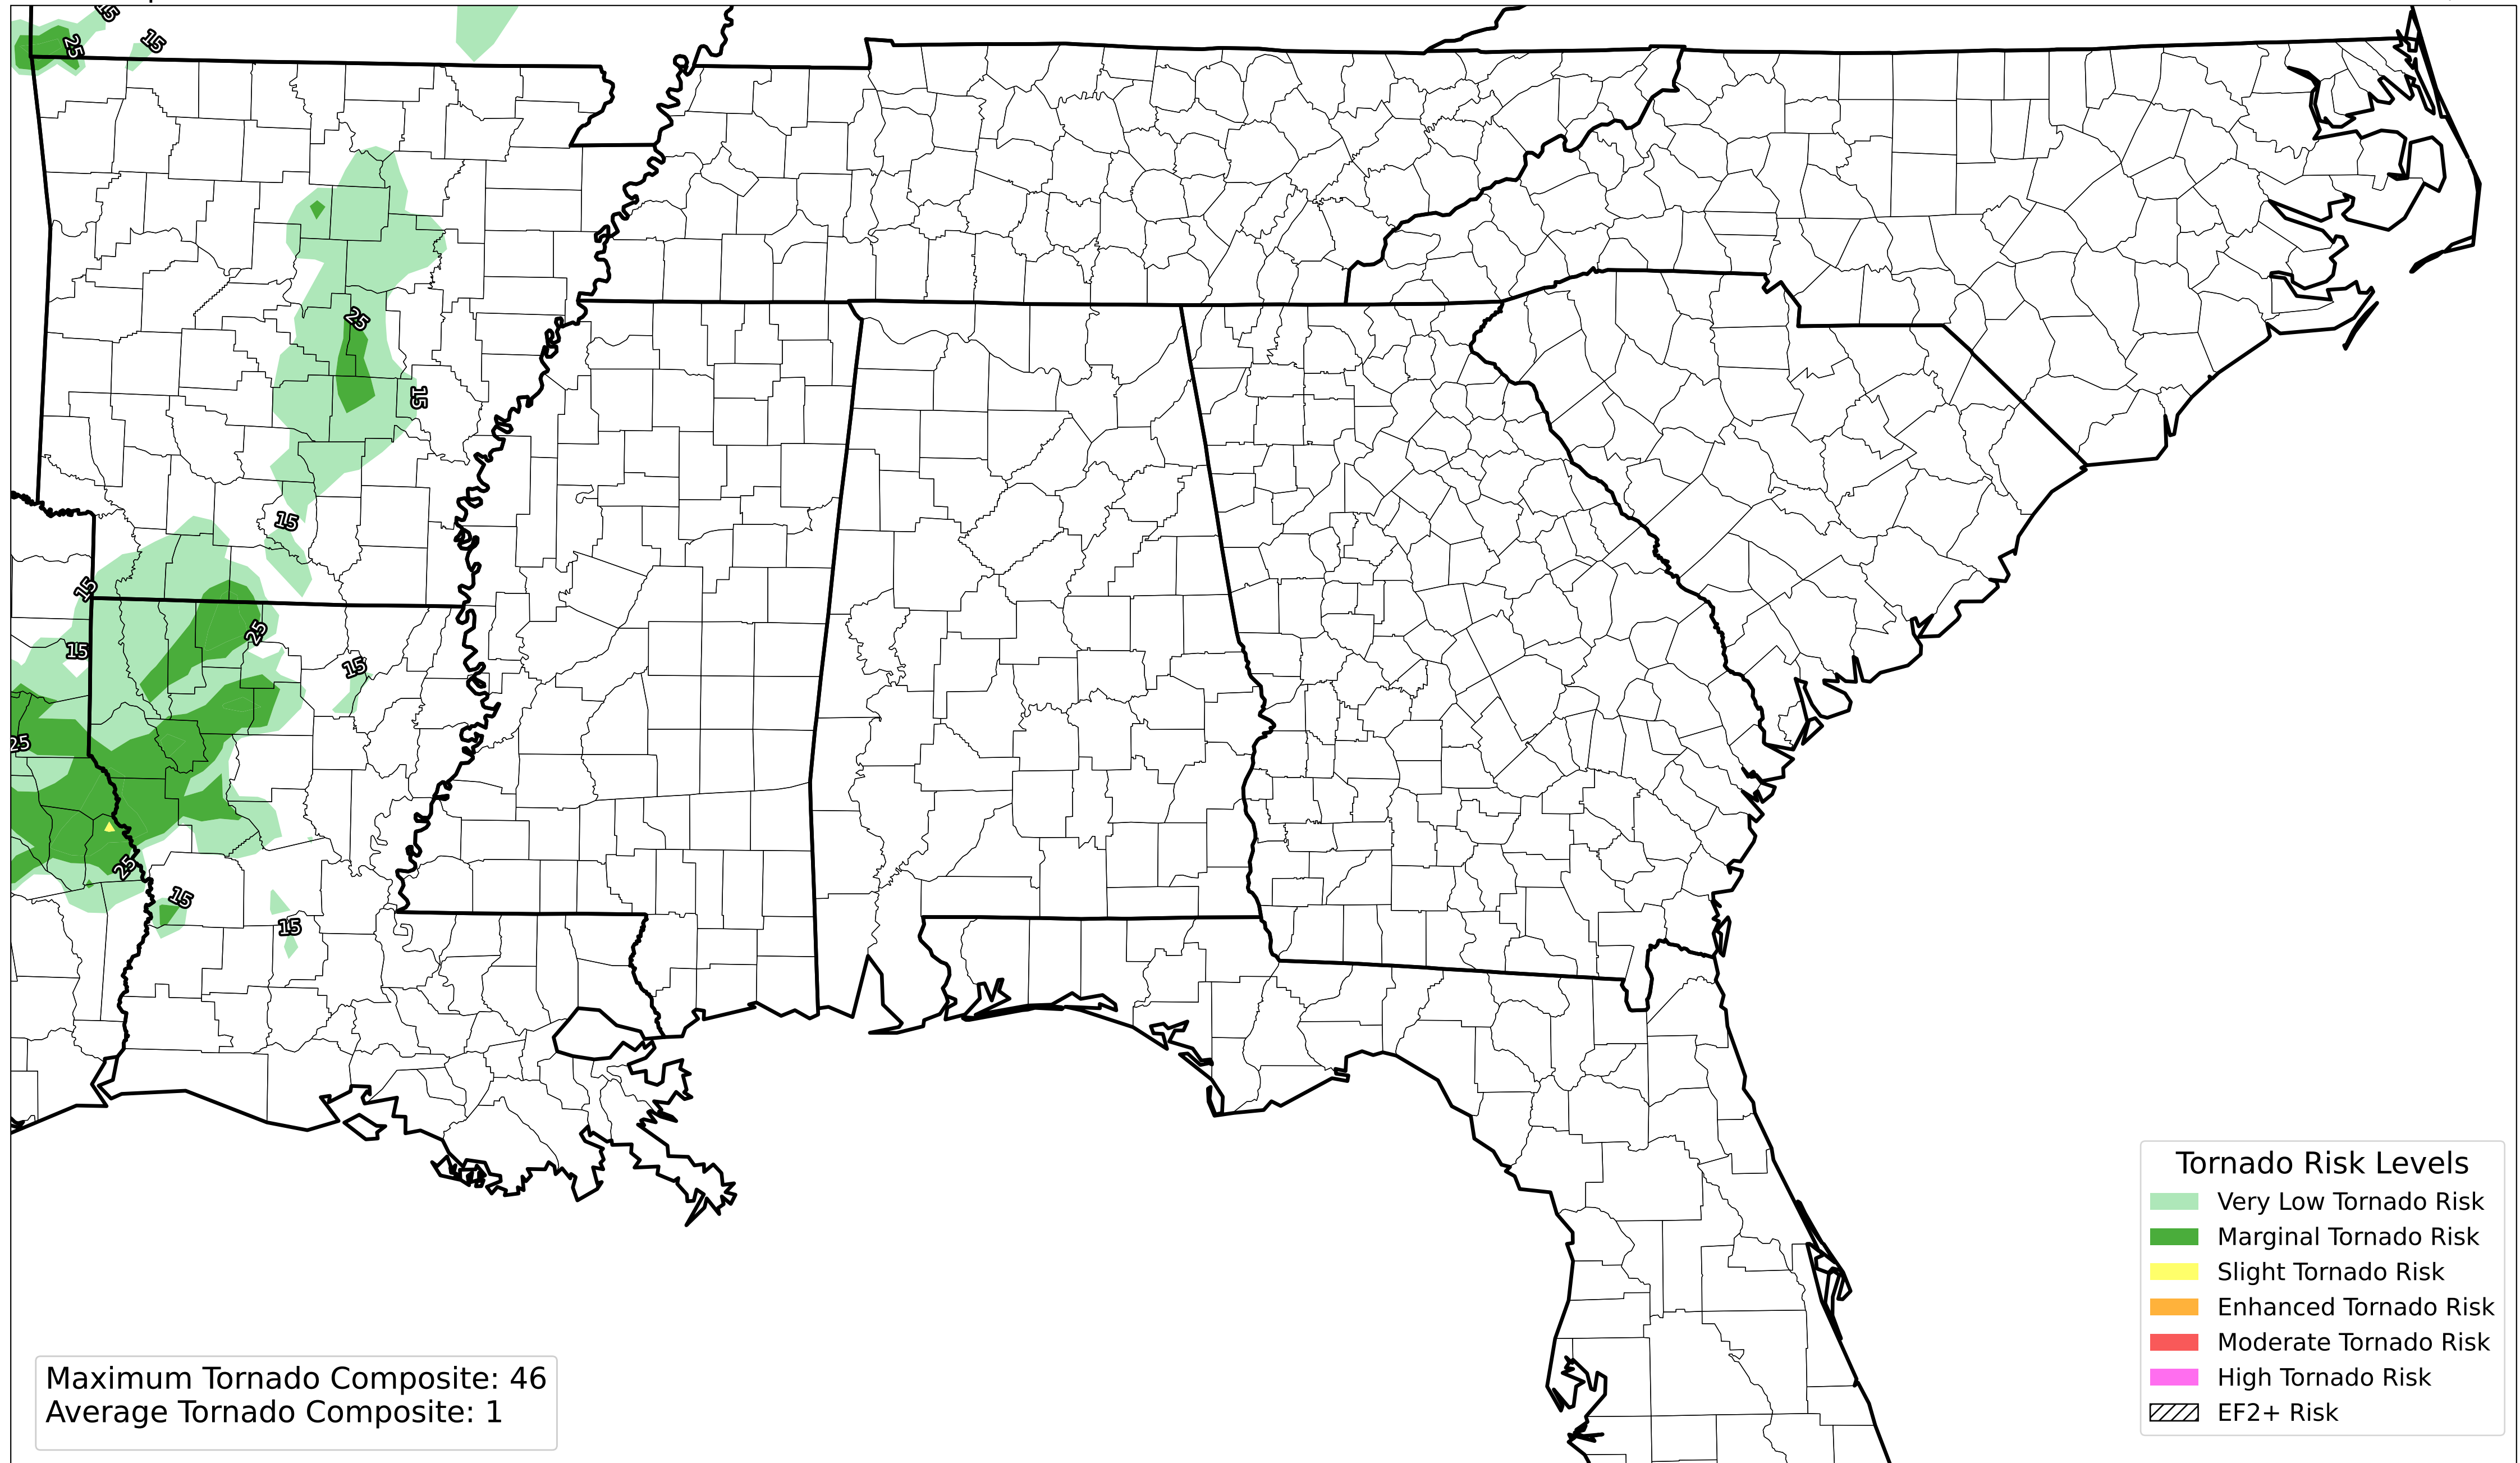 15
25
15
25
15
15
15
25
15
15
25
25
15
15
Tornado Risk Levels
Very Low Tornado Risk
Marginal Tornado Risk
Slight Tornado Risk
Enhanced Tornado Risk
Moderate Tornado Risk
High Tornado Risk
EF2+ Risk
Maximum Tornado Composite: 46
Average Tornado Composite: 1